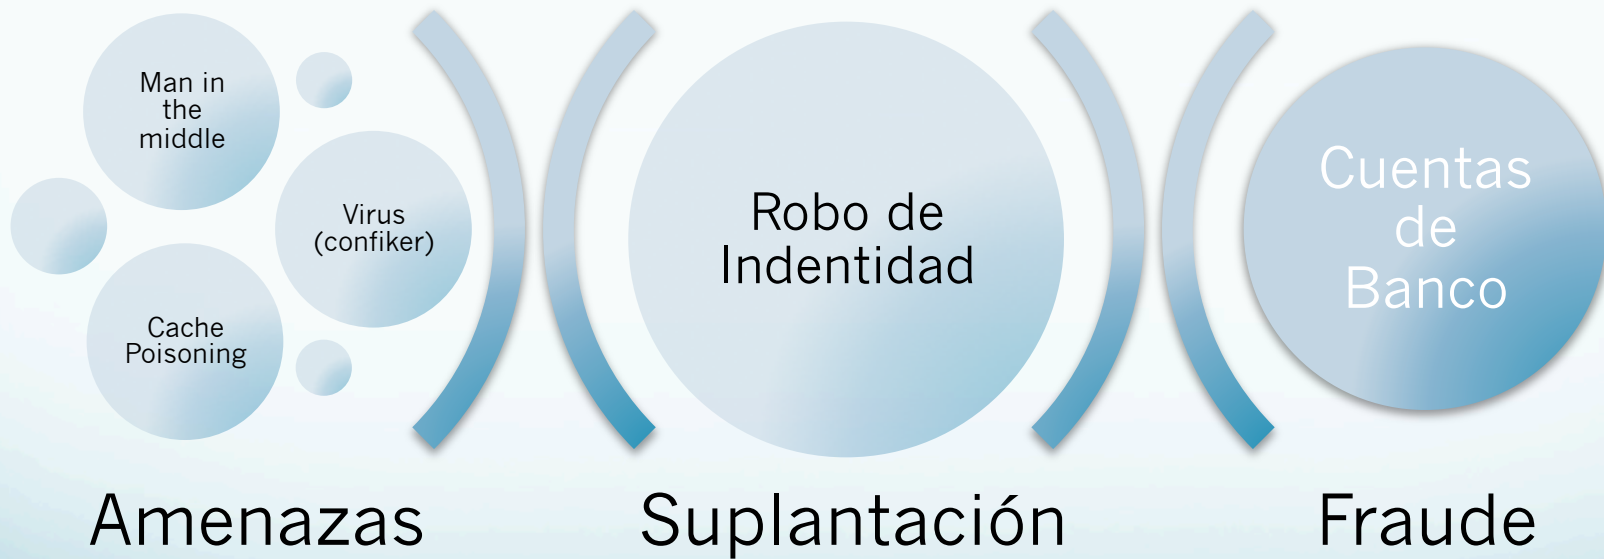 Man in
the
middle
Virus
(confiker)
Cache
Poisoning
Robo de
Indentidad
Cuentas
de
Banco
Amenazas
Suplantación
Fraude